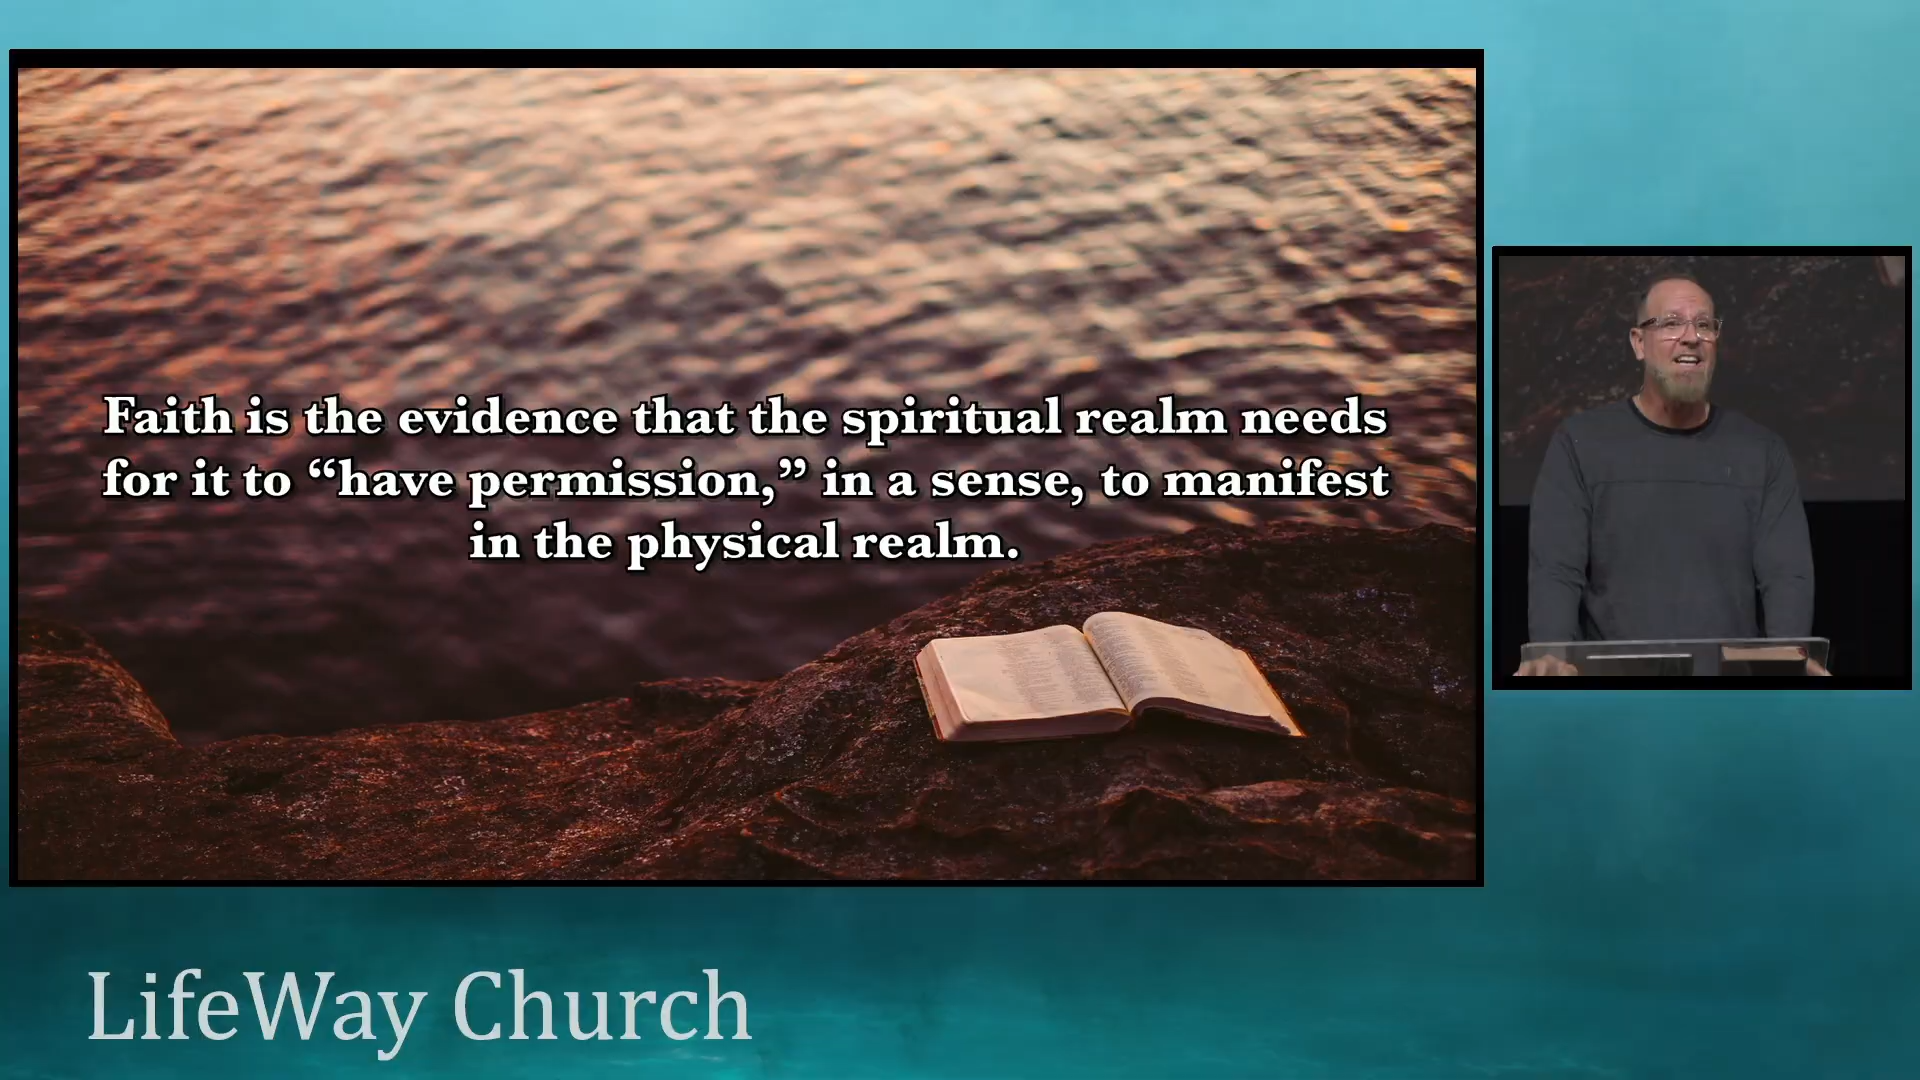 Faith is the evidence that the spiritual realm needs
for it to “have permission,” in a sense, to manifest
in the physical realm.
LifeWay Church